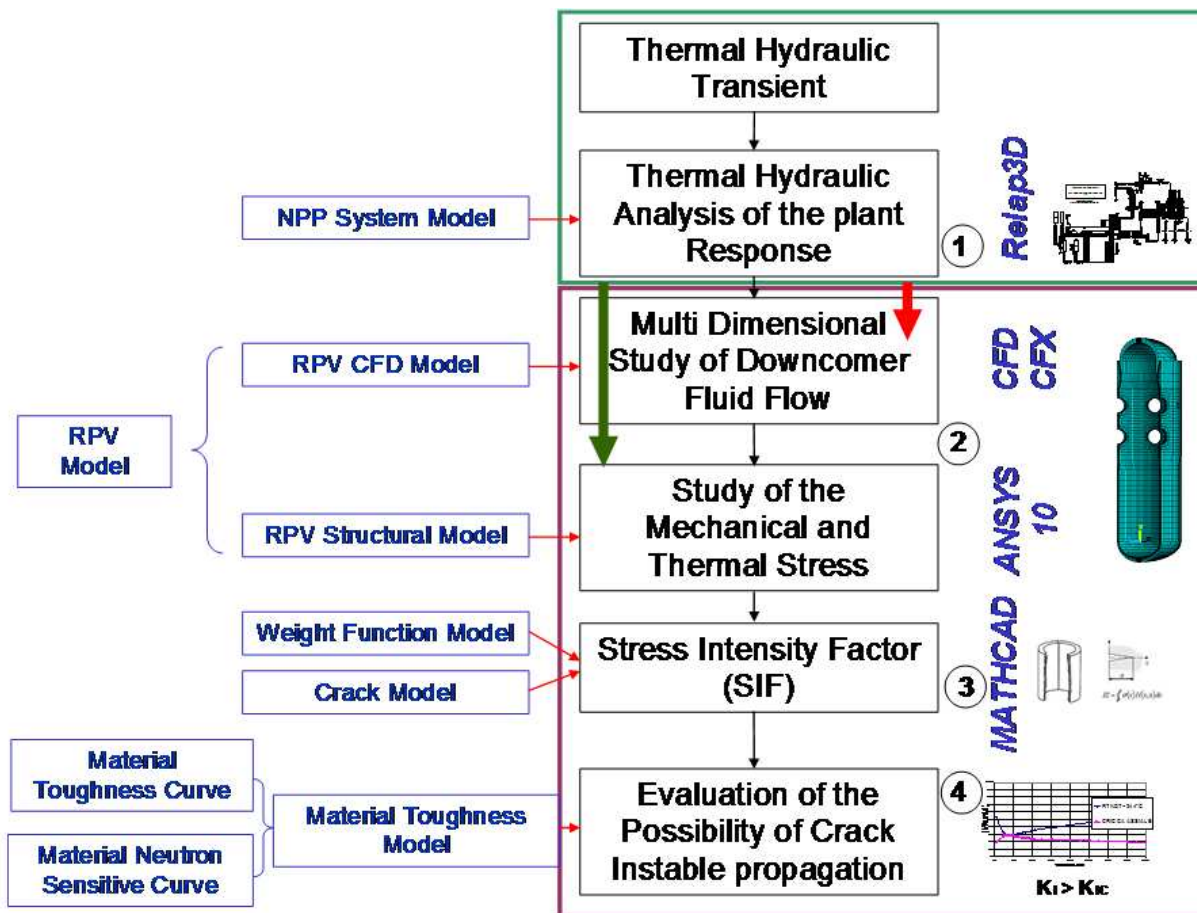 Thermal Hydraulic
Transient
Thermal Hydraulic
Analysis of the plant
Response
NPP System Model
1
Relap3D
Multi Dimensional
Study of Downcomer
Fluid Flow
RPV CFD Model
CFD
CFX
2
RPV
Model
Study of the
Mechanical and
Thermal Stress
RPV Structural Model
ANSYS
10
Weight Function Model
Crack Model
Stress Intensity Factor
(SIF)
3
MATHCAD
Material
Toughness Curve
Material Neutron
Sensitive Curve
Material Toughness
Model
Evaluation of the
Possibility of Crack
Instable propagation
4
KI > KIC